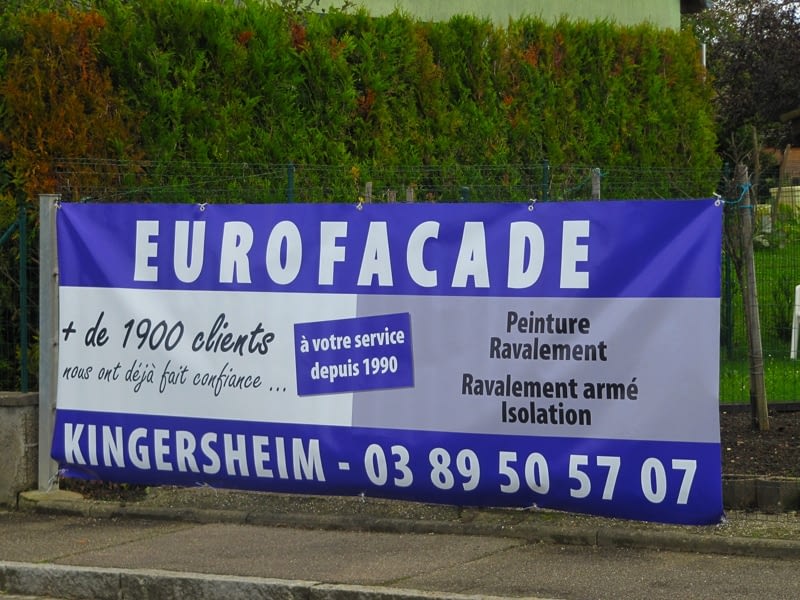 EUROFACADE
+ de 1900 clients
nous ont déjà fait confiance ...
à votre service
depuis 1990
Peinture
Ravalement
Ravalement armé
Isolation
KINGERSHEIM - 03 89 50 57 07